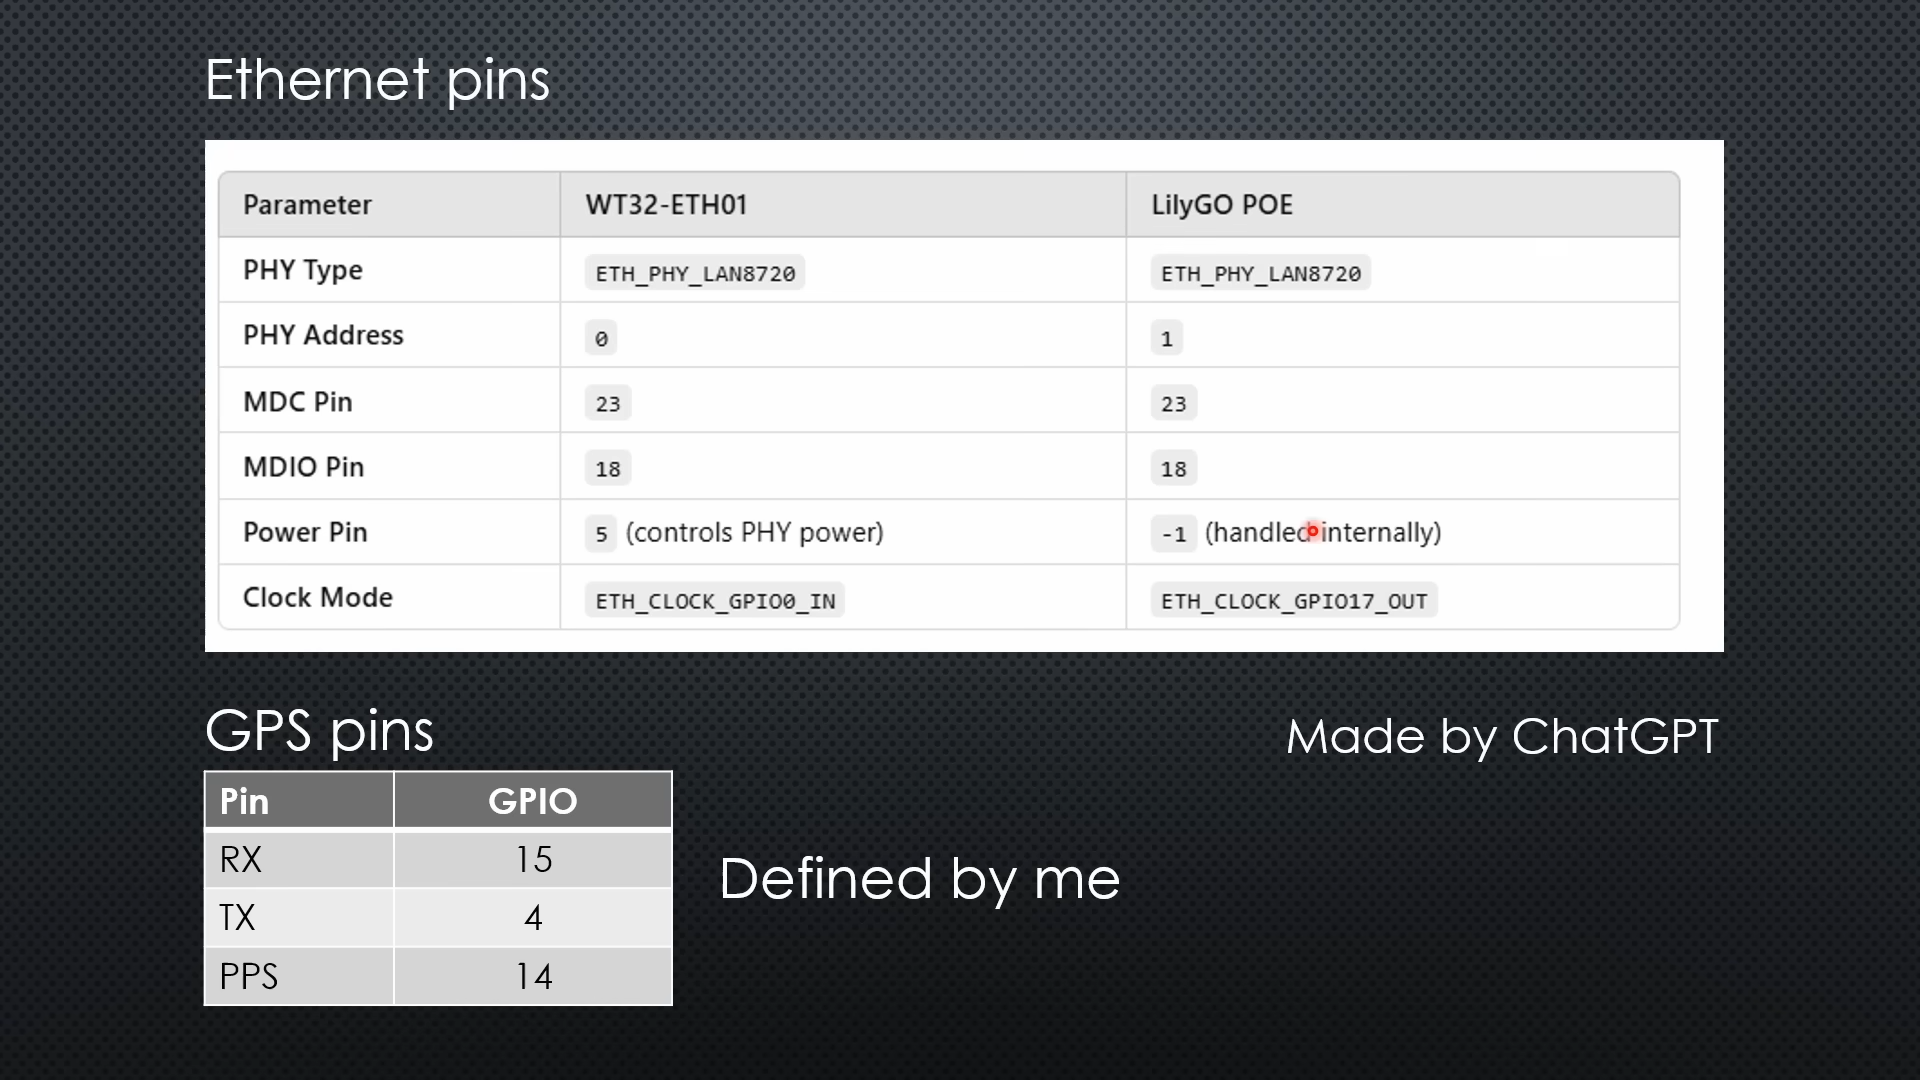 Ethernet pins
Parameter WT32-ETH01 LilyGO POE
PHY Type ETH_PHY_LAN8720 ETH_PHY_LAN8720
PHY Address 0 1
MDC Pin 23 23
MDIO Pin 18 18
Power Pin 5 (controls PHY power) -1 (handled internally)
Clock Mode ETH_CLOCK_GPIO0_IN ETH_CLOCK_GPIO17_OUT
GPS pins
Made by ChatGPT
Pin GPIO
RX 15
TX 4
PPS 14
Defined by me